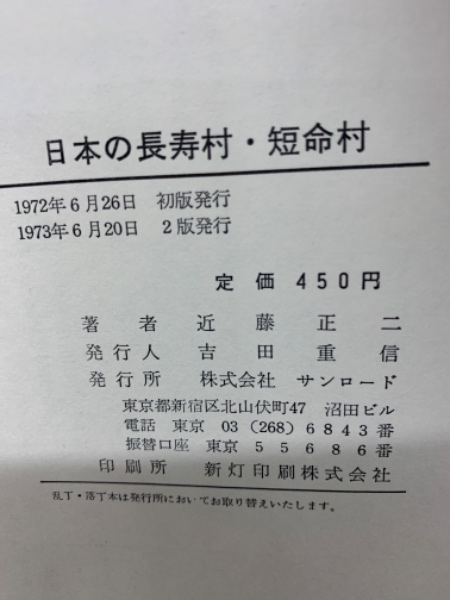 日本の長寿村・短命村
1972年6月26日 初版発行
1973年6月20日 2版発行
定価 450円
著者 近藤正二
発行人 吉田重信
発行所 株式会社 サンロード
東京都新宿区北山伏町47 沼田ビル
電話 東京 03(268)6843番
振替口座 東京 55686番
印刷所 新灯印刷株式会社
乱丁・落丁本は発行所においてお取り替えいたします。